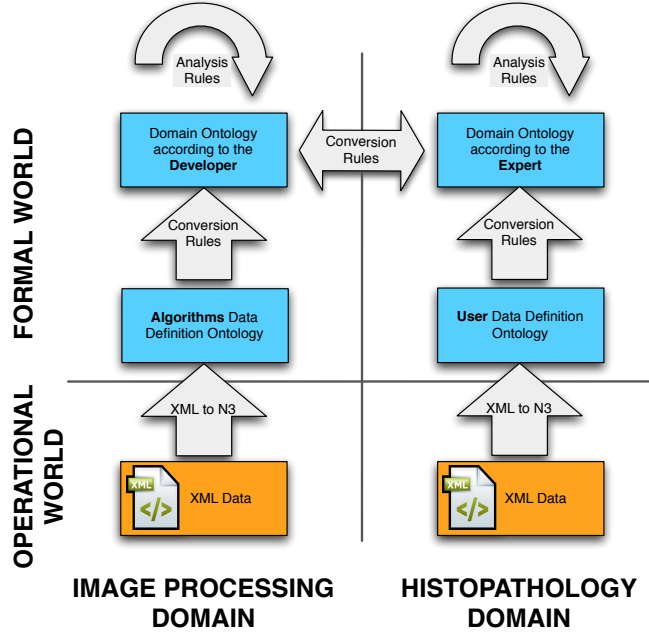 Analysis
Rules
Analysis
Rules
Domain Ontology
according to the
Developer
Conversion
Rules
Domain Ontology
according to the
Expert
Conversion
Rules
Conversion
Rules
FORMAL WORLD
Algorithms Data
Definition Ontology
User Data Definition
Ontology
XML to N3
XML to N3
OPERATIONAL
WORLD
XML
</>
XML Data
XML
</>
XML Data
IMAGE PROCESSING
DOMAIN
HISTOPATHOLOGY
DOMAIN